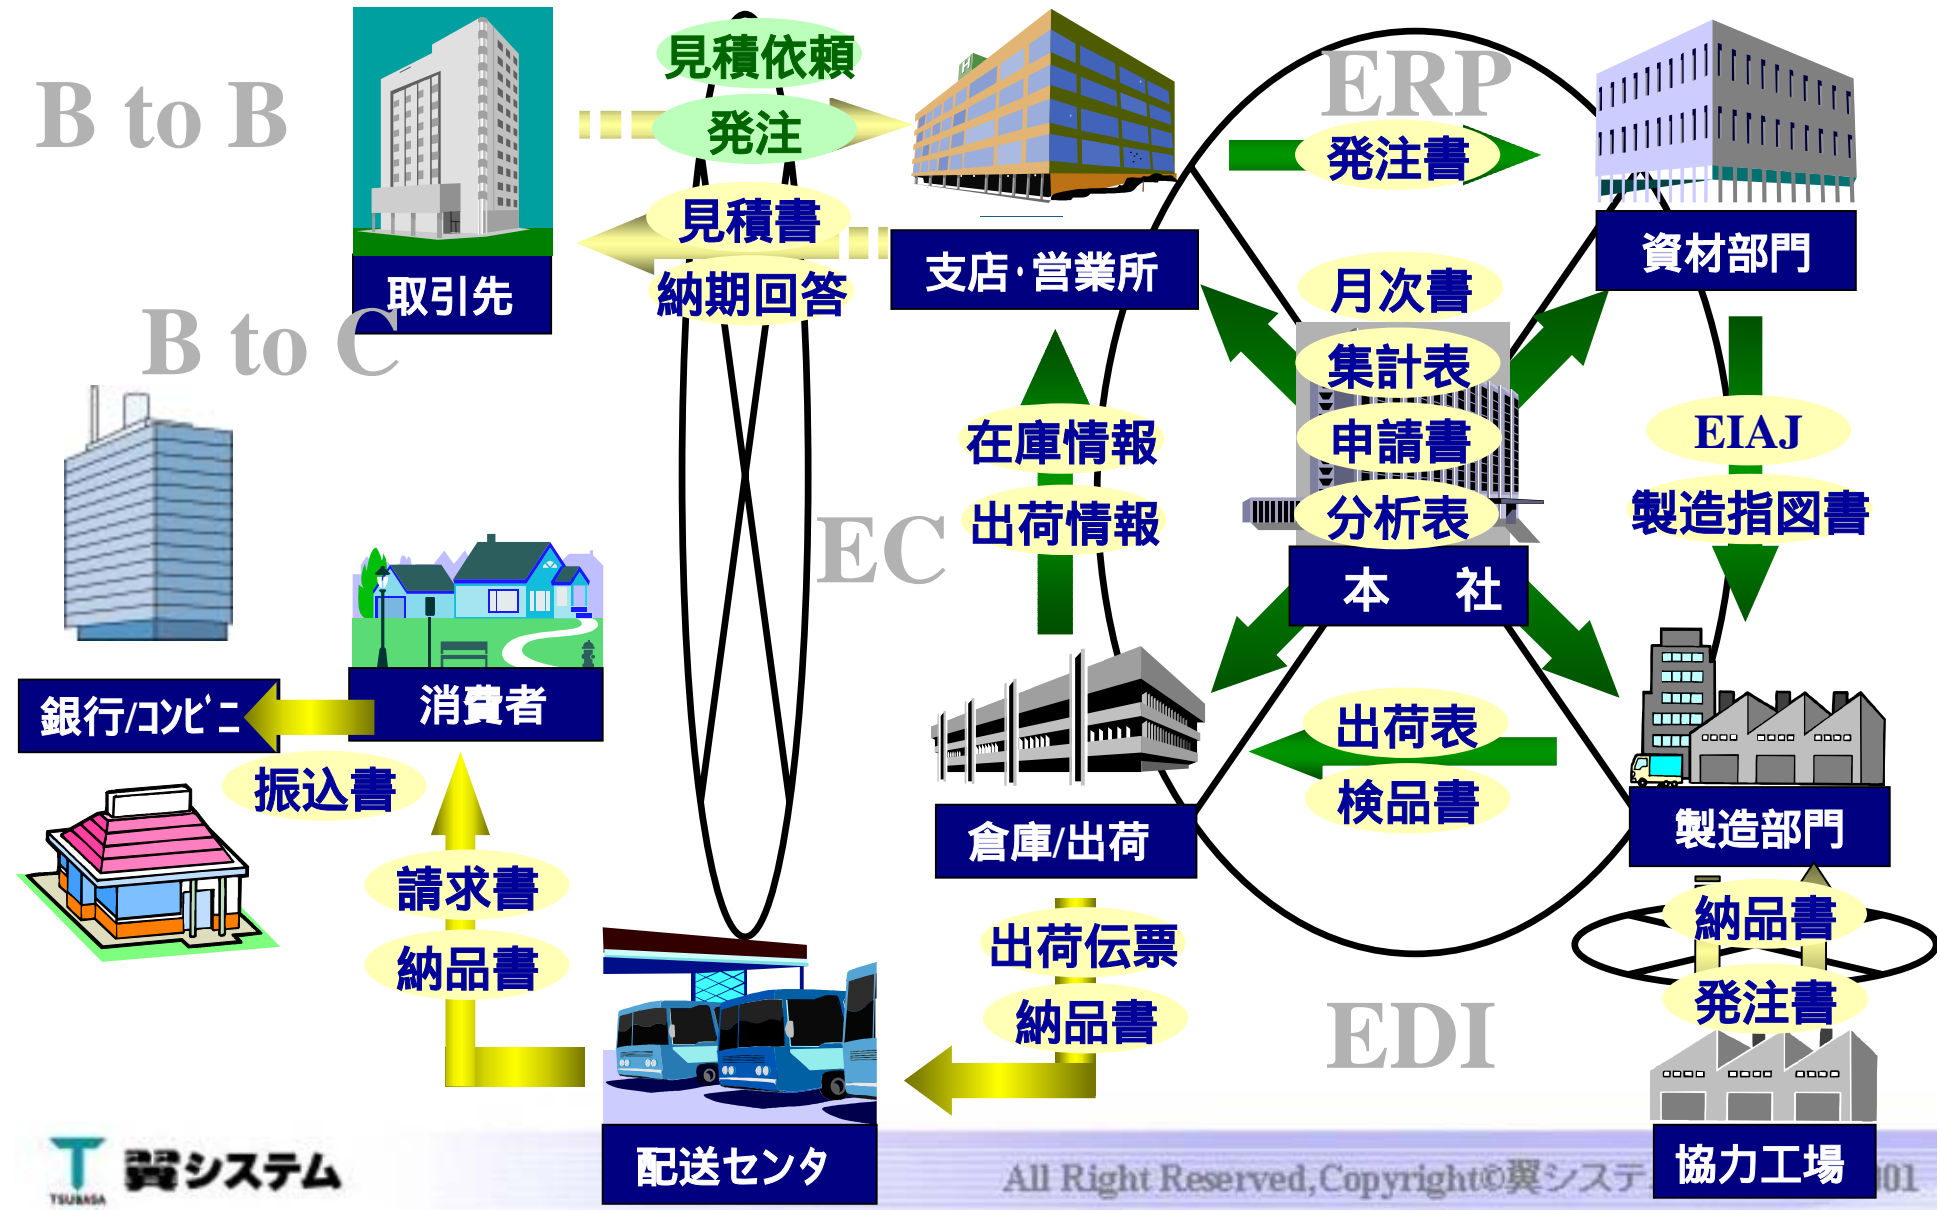 B to B
見積依頼
発注
見積書
納期回答
取引先
支店・営業所
ERP
発注書
資材部門
B to C
月次書
集計表
申請書
分析表
本　社
在庫情報
出荷情報
EC
EIAJ
製造指図書
消費者
銀行/コンビニ
振込書
請求書
納品書
倉庫/出荷
出荷表
検品書
製造部門
出荷伝票
納品書
納品書
発注書
EDI
配送センタ
協力工場
TSUBASA
翼システム
All Right Reserved,Copyright©翼システ
001